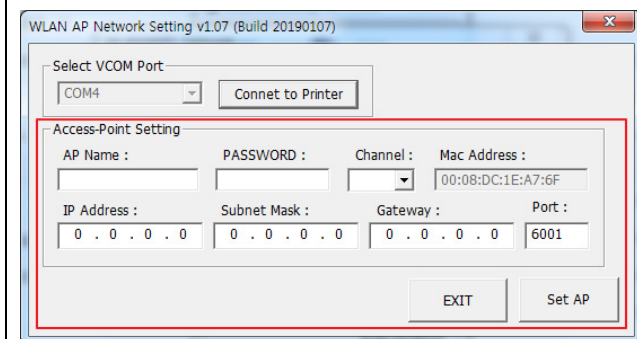 WLAN AP Network Setting v1.07 (Build 20190107)
Select VCOM Port
COM4 Connet to Printer
Access-Point Setting
AP Name : PASSWORD : Channel : Mac Address :
00:08:DC:1E:A7:6F
IP Address : Subnet Mask : Gateway : Port :
0 . 0 . 0 . 0 0 . 0 . 0 . 0 0 . 0 . 0 . 0 6001
EXIT Set AP